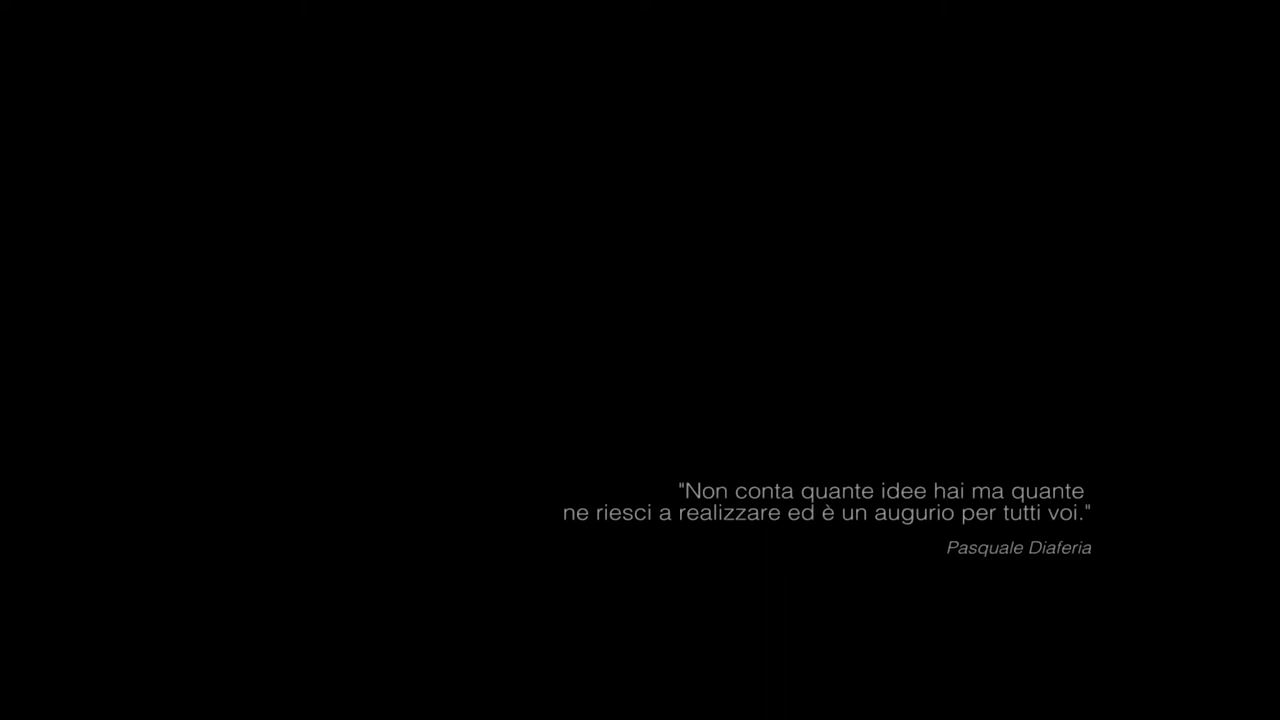 "Non conta quante idee hai ma quante
ne riesci a realizzare ed è un augurio per tutti voi."
Pasquale Diaferia